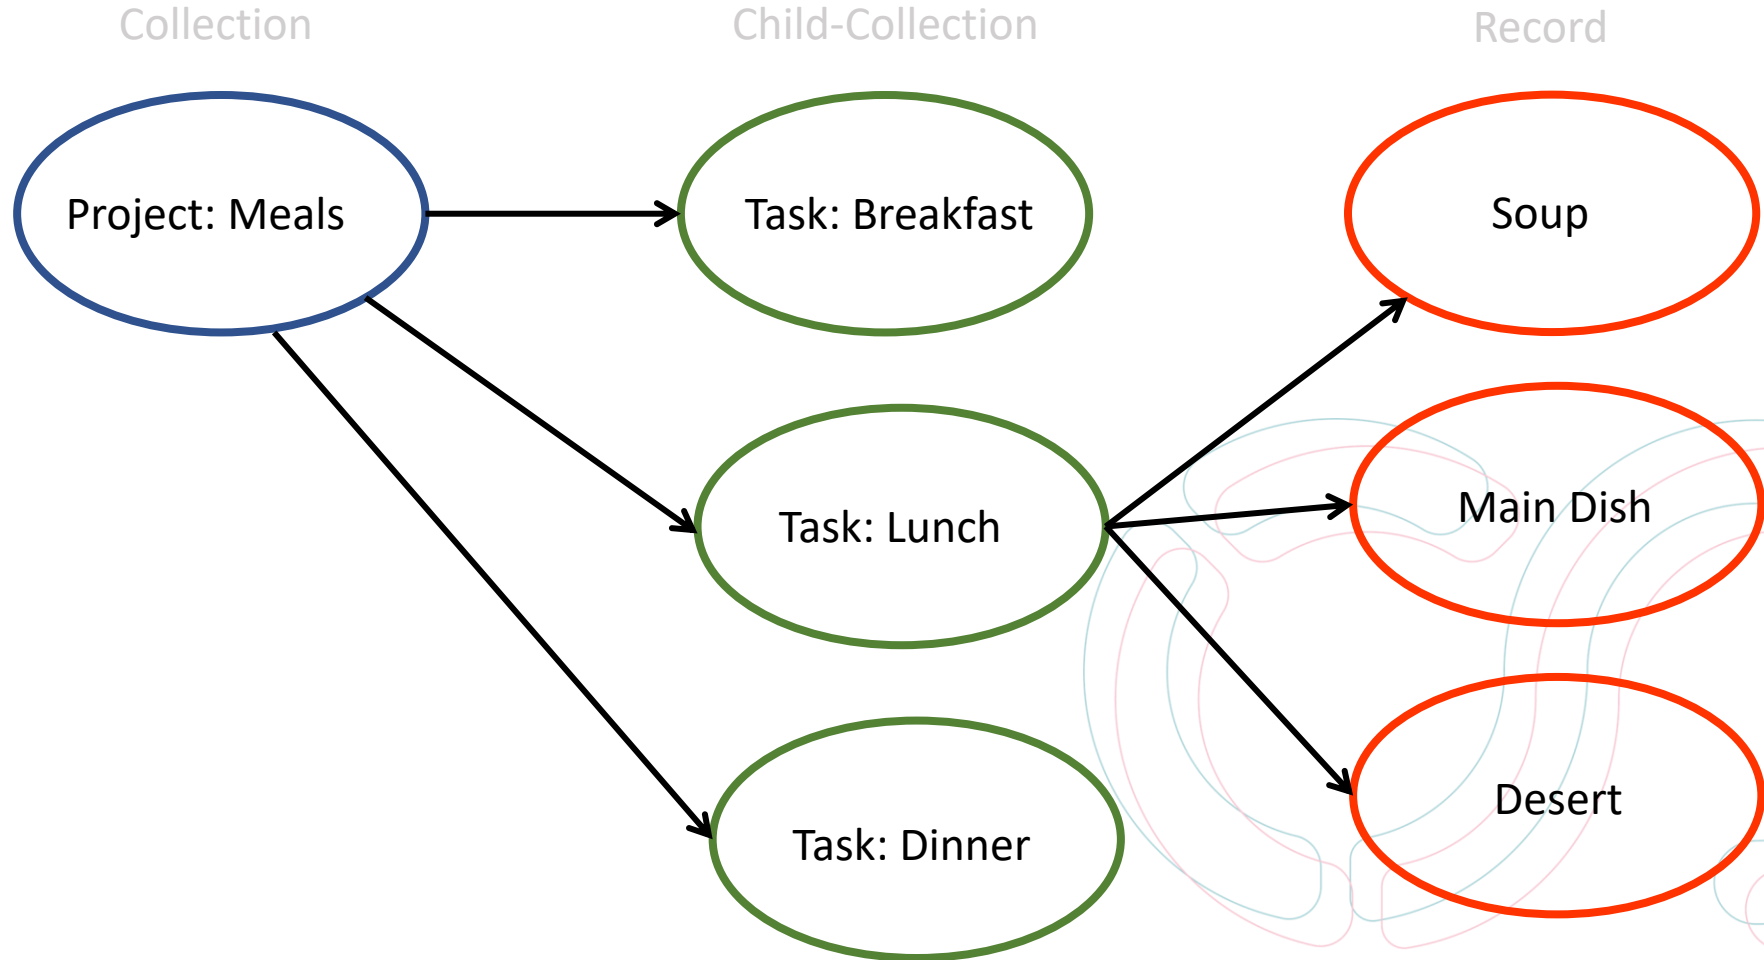 Collection
Child-Collection
Record
Project: Meals
Task: Breakfast
Soup
Task: Lunch
Main Dish
Task: Dinner
Desert